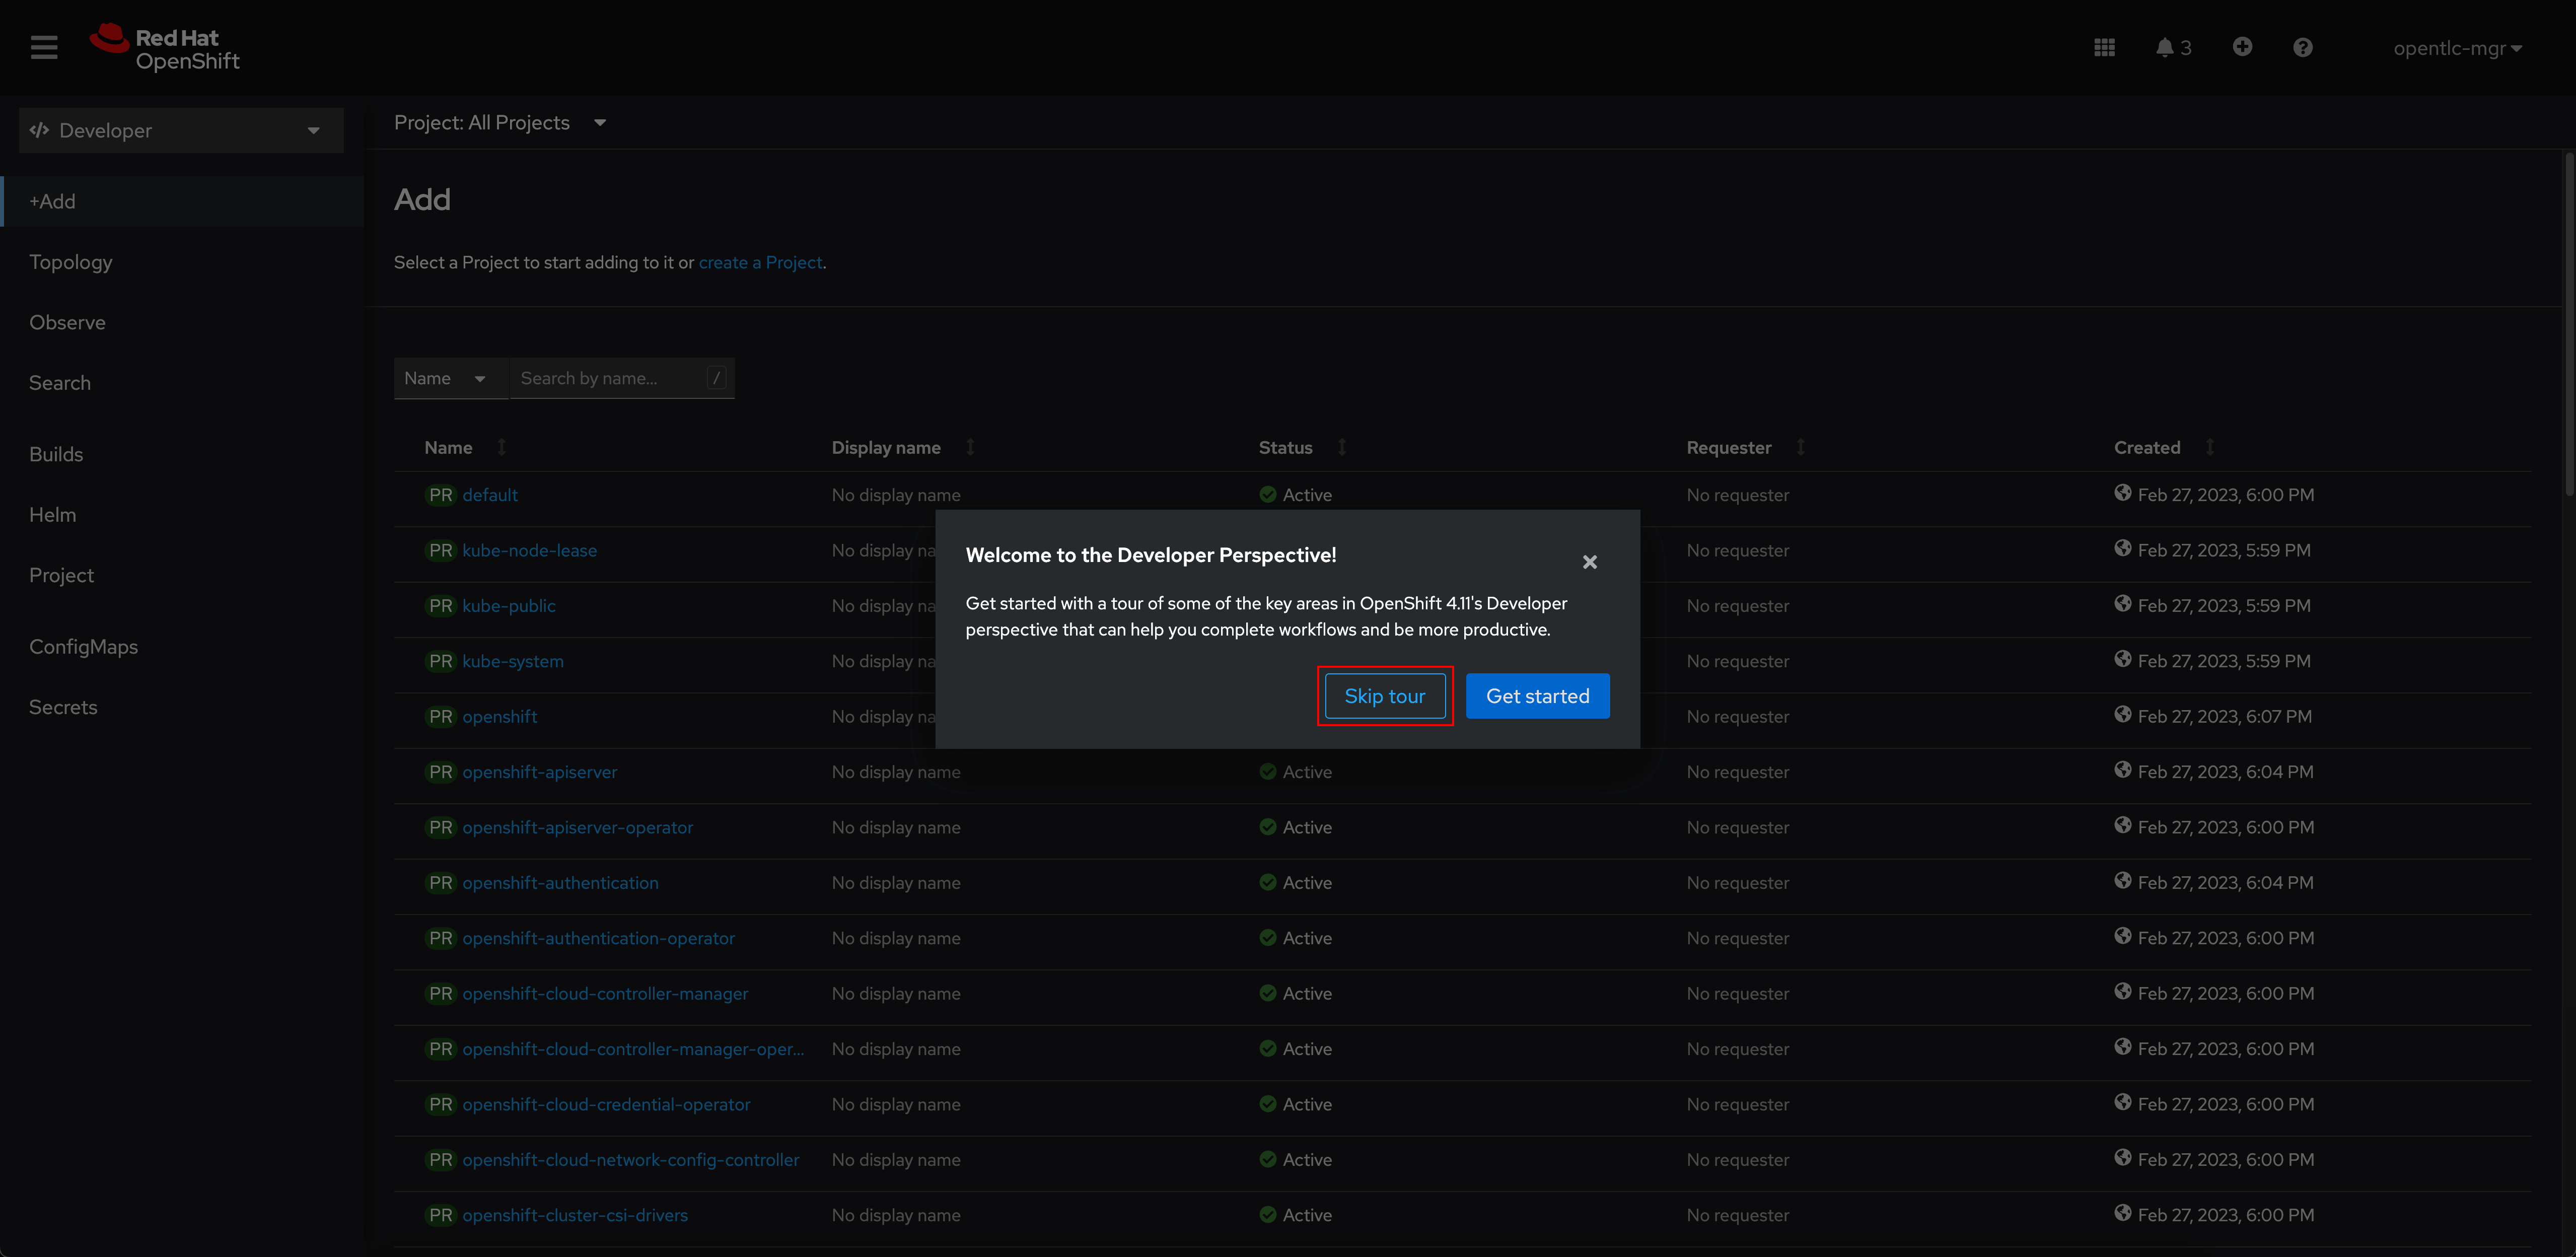 Red Hat
OpenShift
3
opentlc-mgr
Developer
Project: All Projects
+Add
Topology
Observe
Search
Builds
Helm
Project
ConfigMaps
Secrets
Add
Select a Project to start adding to it or create a Project.
Name Search by name... /
Name Display name Status Requester Created
PR default No display name Active No requester Feb 27, 2023, 6:00 PM
PR kube-node-lease No display na No requester Feb 27, 2023, 5:59 PM
PR kube-public No display na No requester Feb 27, 2023, 5:59 PM
PR kube-system No display na No requester Feb 27, 2023, 5:59 PM
PR openshift No display na No requester Feb 27, 2023, 6:07 PM
PR openshift-apiserver No display name Active No requester Feb 27, 2023, 6:04 PM
PR openshift-apiserver-operator No display name Active No requester Feb 27, 2023, 6:00 PM
PR openshift-authentication No display name Active No requester Feb 27, 2023, 6:04 PM
PR openshift-authentication-operator No display name Active No requester Feb 27, 2023, 6:00 PM
PR openshift-cloud-controller-manager No display name Active No requester Feb 27, 2023, 6:00 PM
PR openshift-cloud-controller-manager-oper... No display name Active No requester Feb 27, 2023, 6:00 PM
PR openshift-cloud-credential-operator No display name Active No requester Feb 27, 2023, 6:00 PM
PR openshift-cloud-network-config-controller No display name Active No requester Feb 27, 2023, 6:00 PM
PR openshift-cluster-csi-drivers No display name Active No requester Feb 27, 2023, 6:00 PM
Welcome to the Developer Perspective!
Get started with a tour of some of the key areas in OpenShift 4.11's Developer
perspective that can help you complete workflows and be more productive.
Skip tour Get started